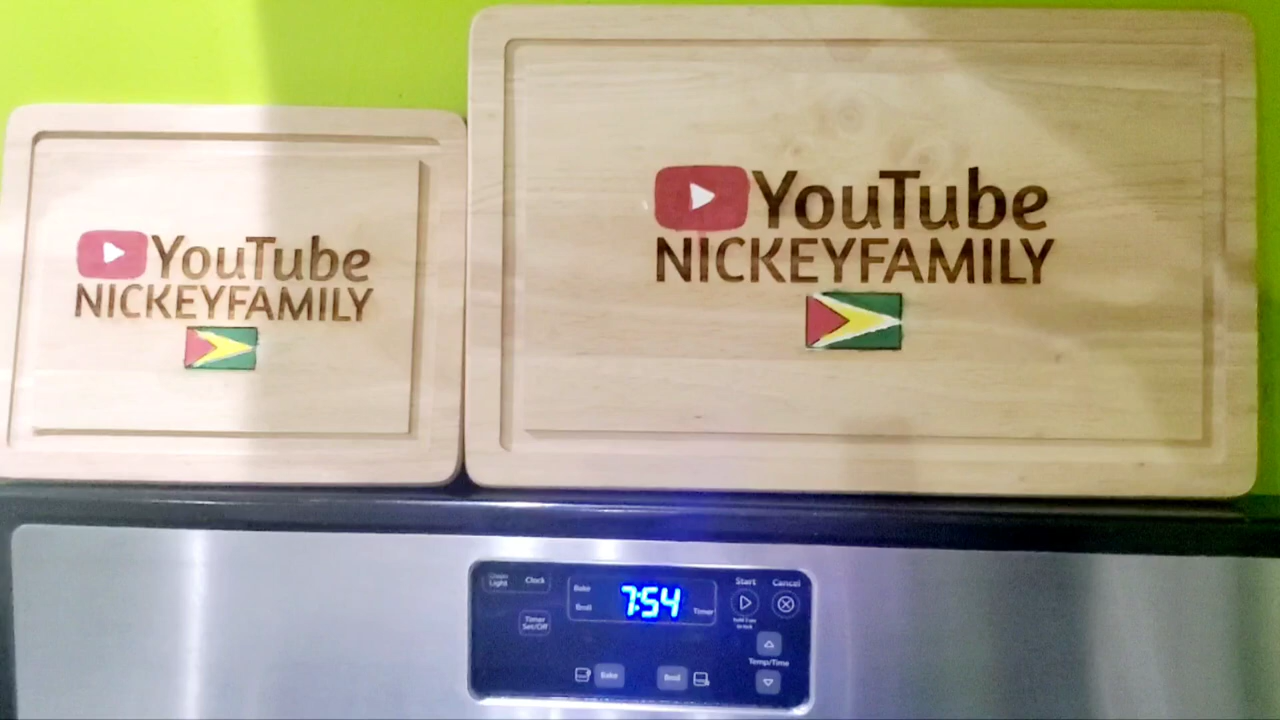 YouTube
NICKEYFAMILY
YouTube
NICKEYFAMILY
Light
Clock
Timer
Set/Off
Bake
Broil
7:54
Timer
Start
Cancel
Temp/Time
Bake
Broil